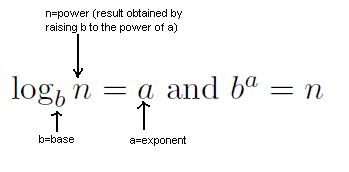 n=power (result obtained by
raising b to the power of a)
log_b n = a and b^a = n
b=base
a=exponent